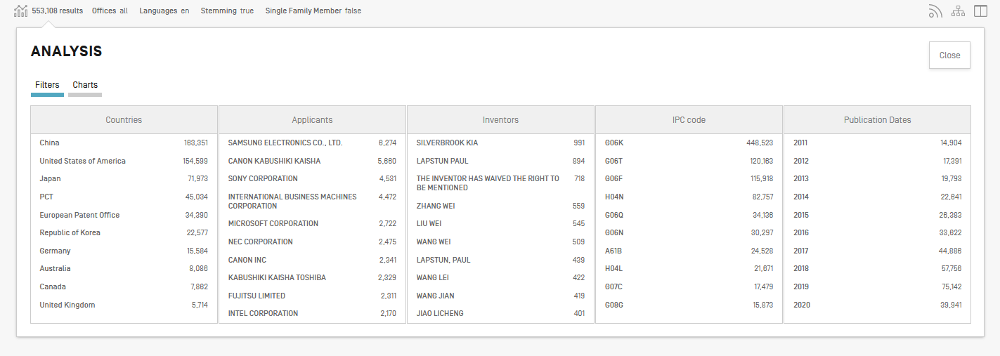 553,108 results Offices all Languages en Stemming true Single Family Member false
ANALYSIS
Close
Filters Charts
Countries Applicants Inventors IPC code Publication Dates
China 163,351 SAMSUNG ELECTRONICS CO., LTD. 6,274 SILVERBROOK KIA 991 G06K 448,523 2011 14,904
United States of America 154,599 CANON KABUSHIKI KAISHA 5,660 LAPSTUN PAUL 894 G06T 120,163 2012 17,391
Japan 71,973 SONY CORPORATION 4,531 THE INVENTOR HAS WAIVED THE RIGHT TO 718 G06F 115,918 2013 19,793
BE MENTIONED
PCT 45,034 INTERNATIONAL BUSINESS MACHINES 4,472 H04N 82,757 2014 22,641
CORPORATION ZHANG WEI 559
European Patent Office 34,390 G06Q 34,136 2015 26,383
MICROSOFT CORPORATION 2,722 LIU WEI 545
Republic of Korea 22,577 G06N 30,297 2016 33,622
NEC CORPORATION 2,475 WANG WEI 509
Germany 15,584 A61B 24,528 2017 44,886
CANON INC 2,341 LAPSTUN, PAUL 439
Australia 8,086 H04L 21,671 2018 57,756
KABUSHIKI KAISHA TOSHIBA 2,329 WANG LEI 422
Canada 7,862 G07C 17,479 2019 75,142
FUJITSU LIMITED 2,311 WANG JIAN 419
United Kingdom 5,714 G08G 15,873 2020 39,941
INTEL CORPORATION 2,170 JIAO LICHENG 401